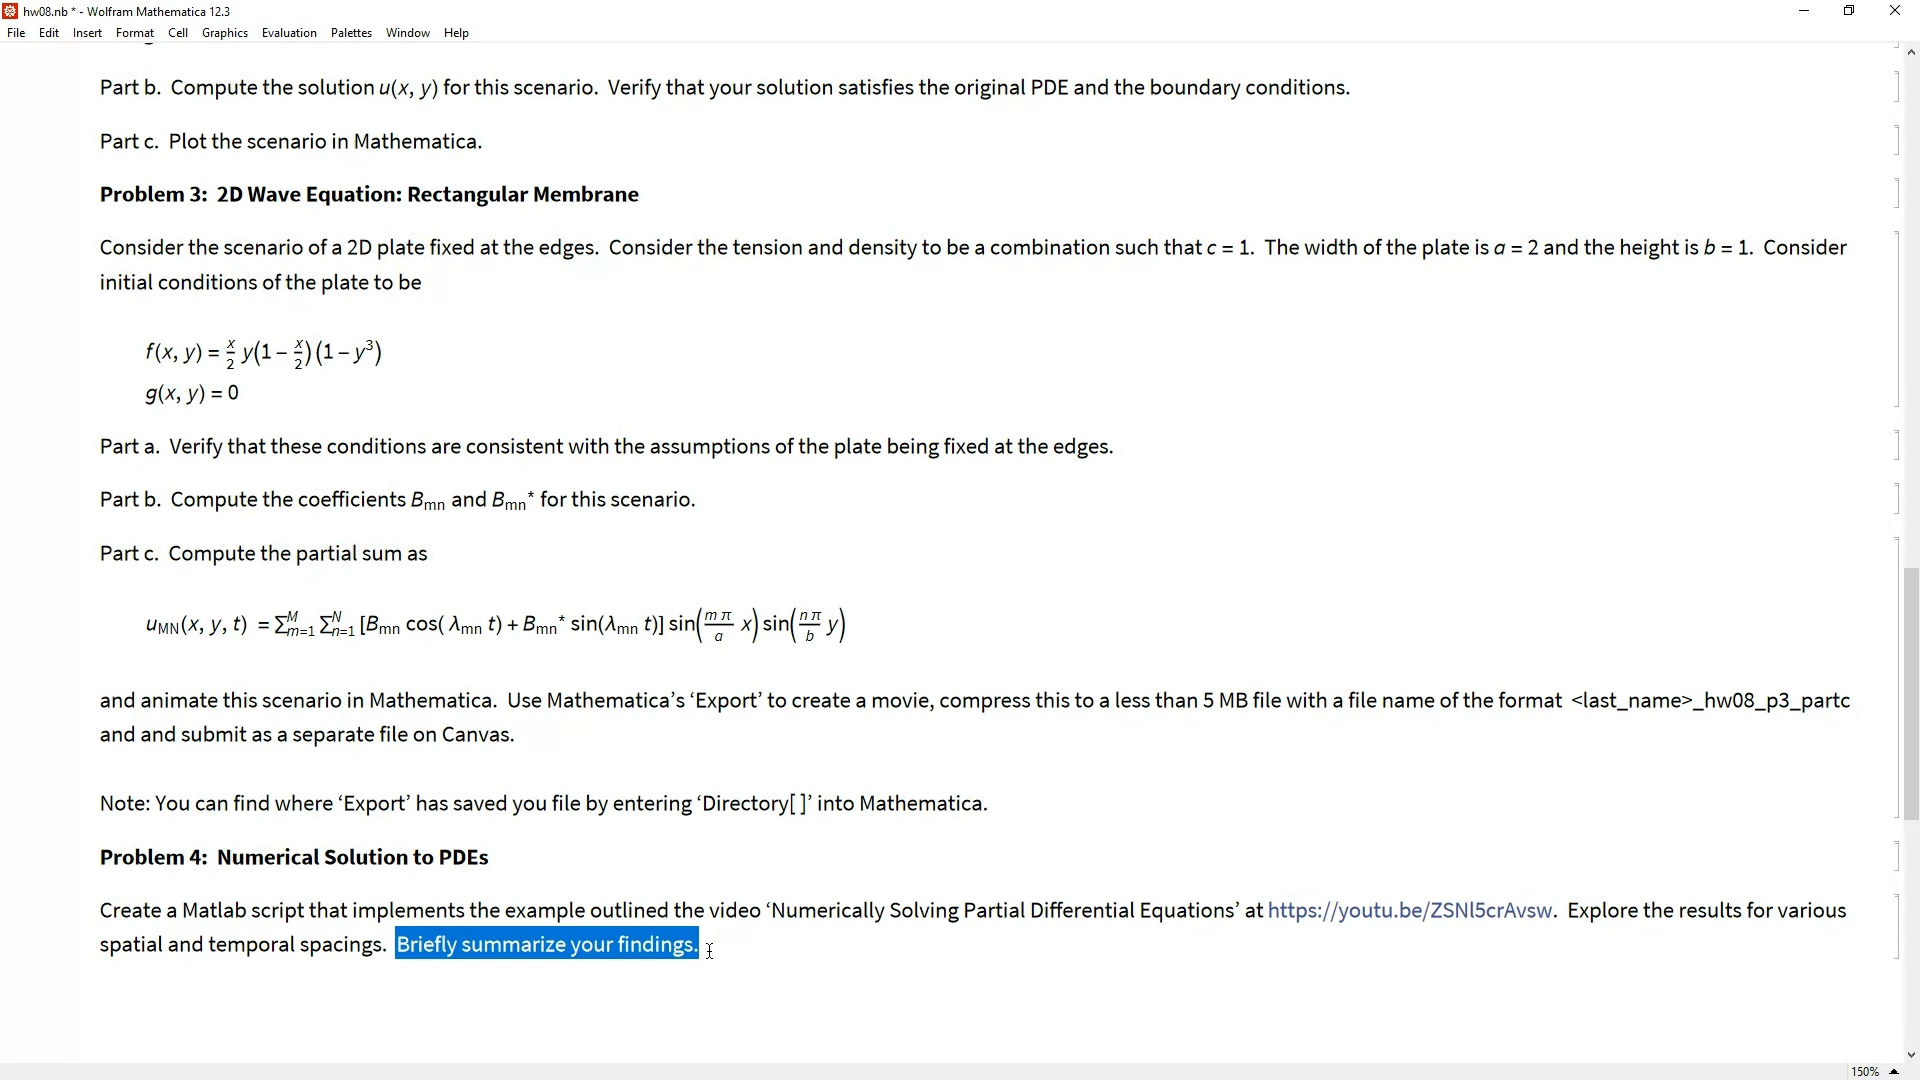 hw08.nb * - Wolfram Mathematica 12.3
File Edit Insert Format Cell Graphics Evaluation Palettes Window Help
Part b. Compute the solution u(x, y) for this scenario. Verify that your solution satisfies the original PDE and the boundary conditions.
Part c. Plot the scenario in Mathematica.
Problem 3: 2D Wave Equation: Rectangular Membrane
Consider the scenario of a 2D plate fixed at the edges. Consider the tension and density to be a combination such that c = 1. The width of the plate is a = 2 and the height is b = 1. Consider
initial conditions of the plate to be
f(x, y) = x/2 y(1 − x/2)(1 − y³)
g(x, y) = 0
Part a. Verify that these conditions are consistent with the assumptions of the plate being fixed at the edges.
Part b. Compute the coefficients Bmn and Bmn* for this scenario.
Part c. Compute the partial sum as
uMN(x, y, t) = ∑ᴹm=1 ∑ᴺn=1 [Bmn cos( λmn t) + Bmn* sin(λmn t)] sin(m π/a x) sin(n π/b y)
and animate this scenario in Mathematica. Use Mathematica's ‘Export’ to create a movie, compress this to a less than 5 MB file with a file name of the format <last_name>_hw08_p3_partc
and and submit as a separate file on Canvas.
Note: You can find where ‘Export’ has saved you file by entering ‘Directory[ ]’ into Mathematica.
Problem 4: Numerical Solution to PDEs
Create a Matlab script that implements the example outlined the video ‘Numerically Solving Partial Differential Equations’ at https://youtu.be/ZSNl5crAvsw. Explore the results for various
spatial and temporal spacings. Briefly summarize your findings.
150%